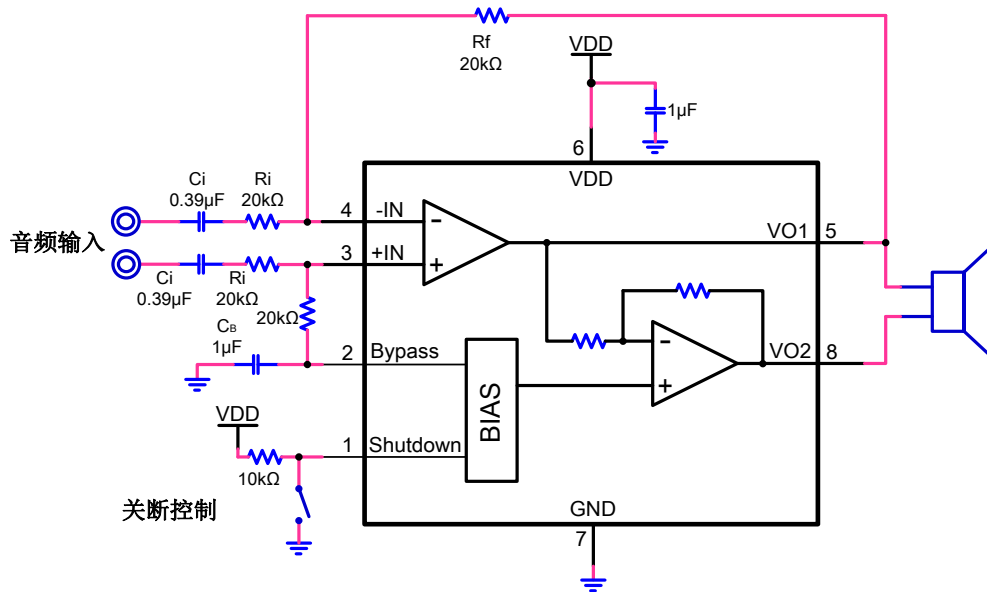 Rf
20kΩ
VDD
1μF
6
VDD
Ci
0.39μF
Ri
20kΩ
4
-IN
-
VO1
5
音频输入
3
+IN
+
Ci
0.39μF
Ri
20kΩ
20kΩ
CB
1μF
2
Bypass
-
VO2
8
+
BIAS
VDD
1
Shutdown
10kΩ
关断控制
GND
7